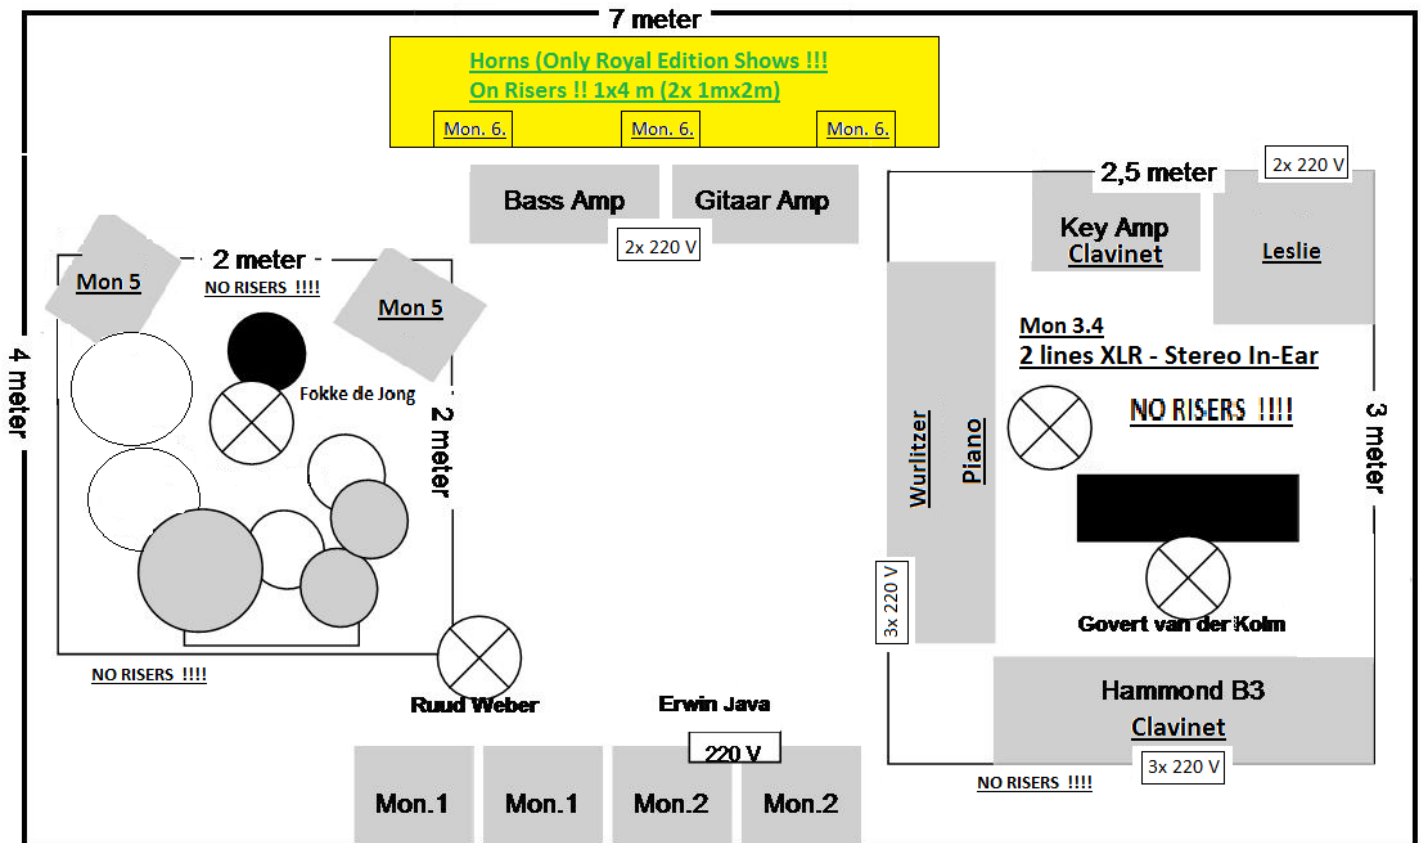 7 meter
Horns (Only Royal Edition Shows !!!
On Risers !! 1x4 m (2x 1mx2m)
Mon. 6.
Mon. 6.
Mon. 6.
Bass Amp
Gitaar Amp
2x 220 V
2,5 meter
2x 220 V
Key Amp
Clavinet
Leslie
2 meter
NO RISERS !!!!
Mon 5
Mon 5
4 meter
Fokke de Jong
2 meter
Mon 3.4
2 lines XLR - Stereo In-Ear
NO RISERS !!!!
Wurlitzer
Piano
3 meter
3x 220 V
Govert van der Kolm
NO RISERS !!!!
Ruud Weber
Erwin Java
220 V
Mon.1
Mon.1
Mon.2
Mon.2
Hammond B3
Clavinet
3x 220 V
NO RISERS !!!!